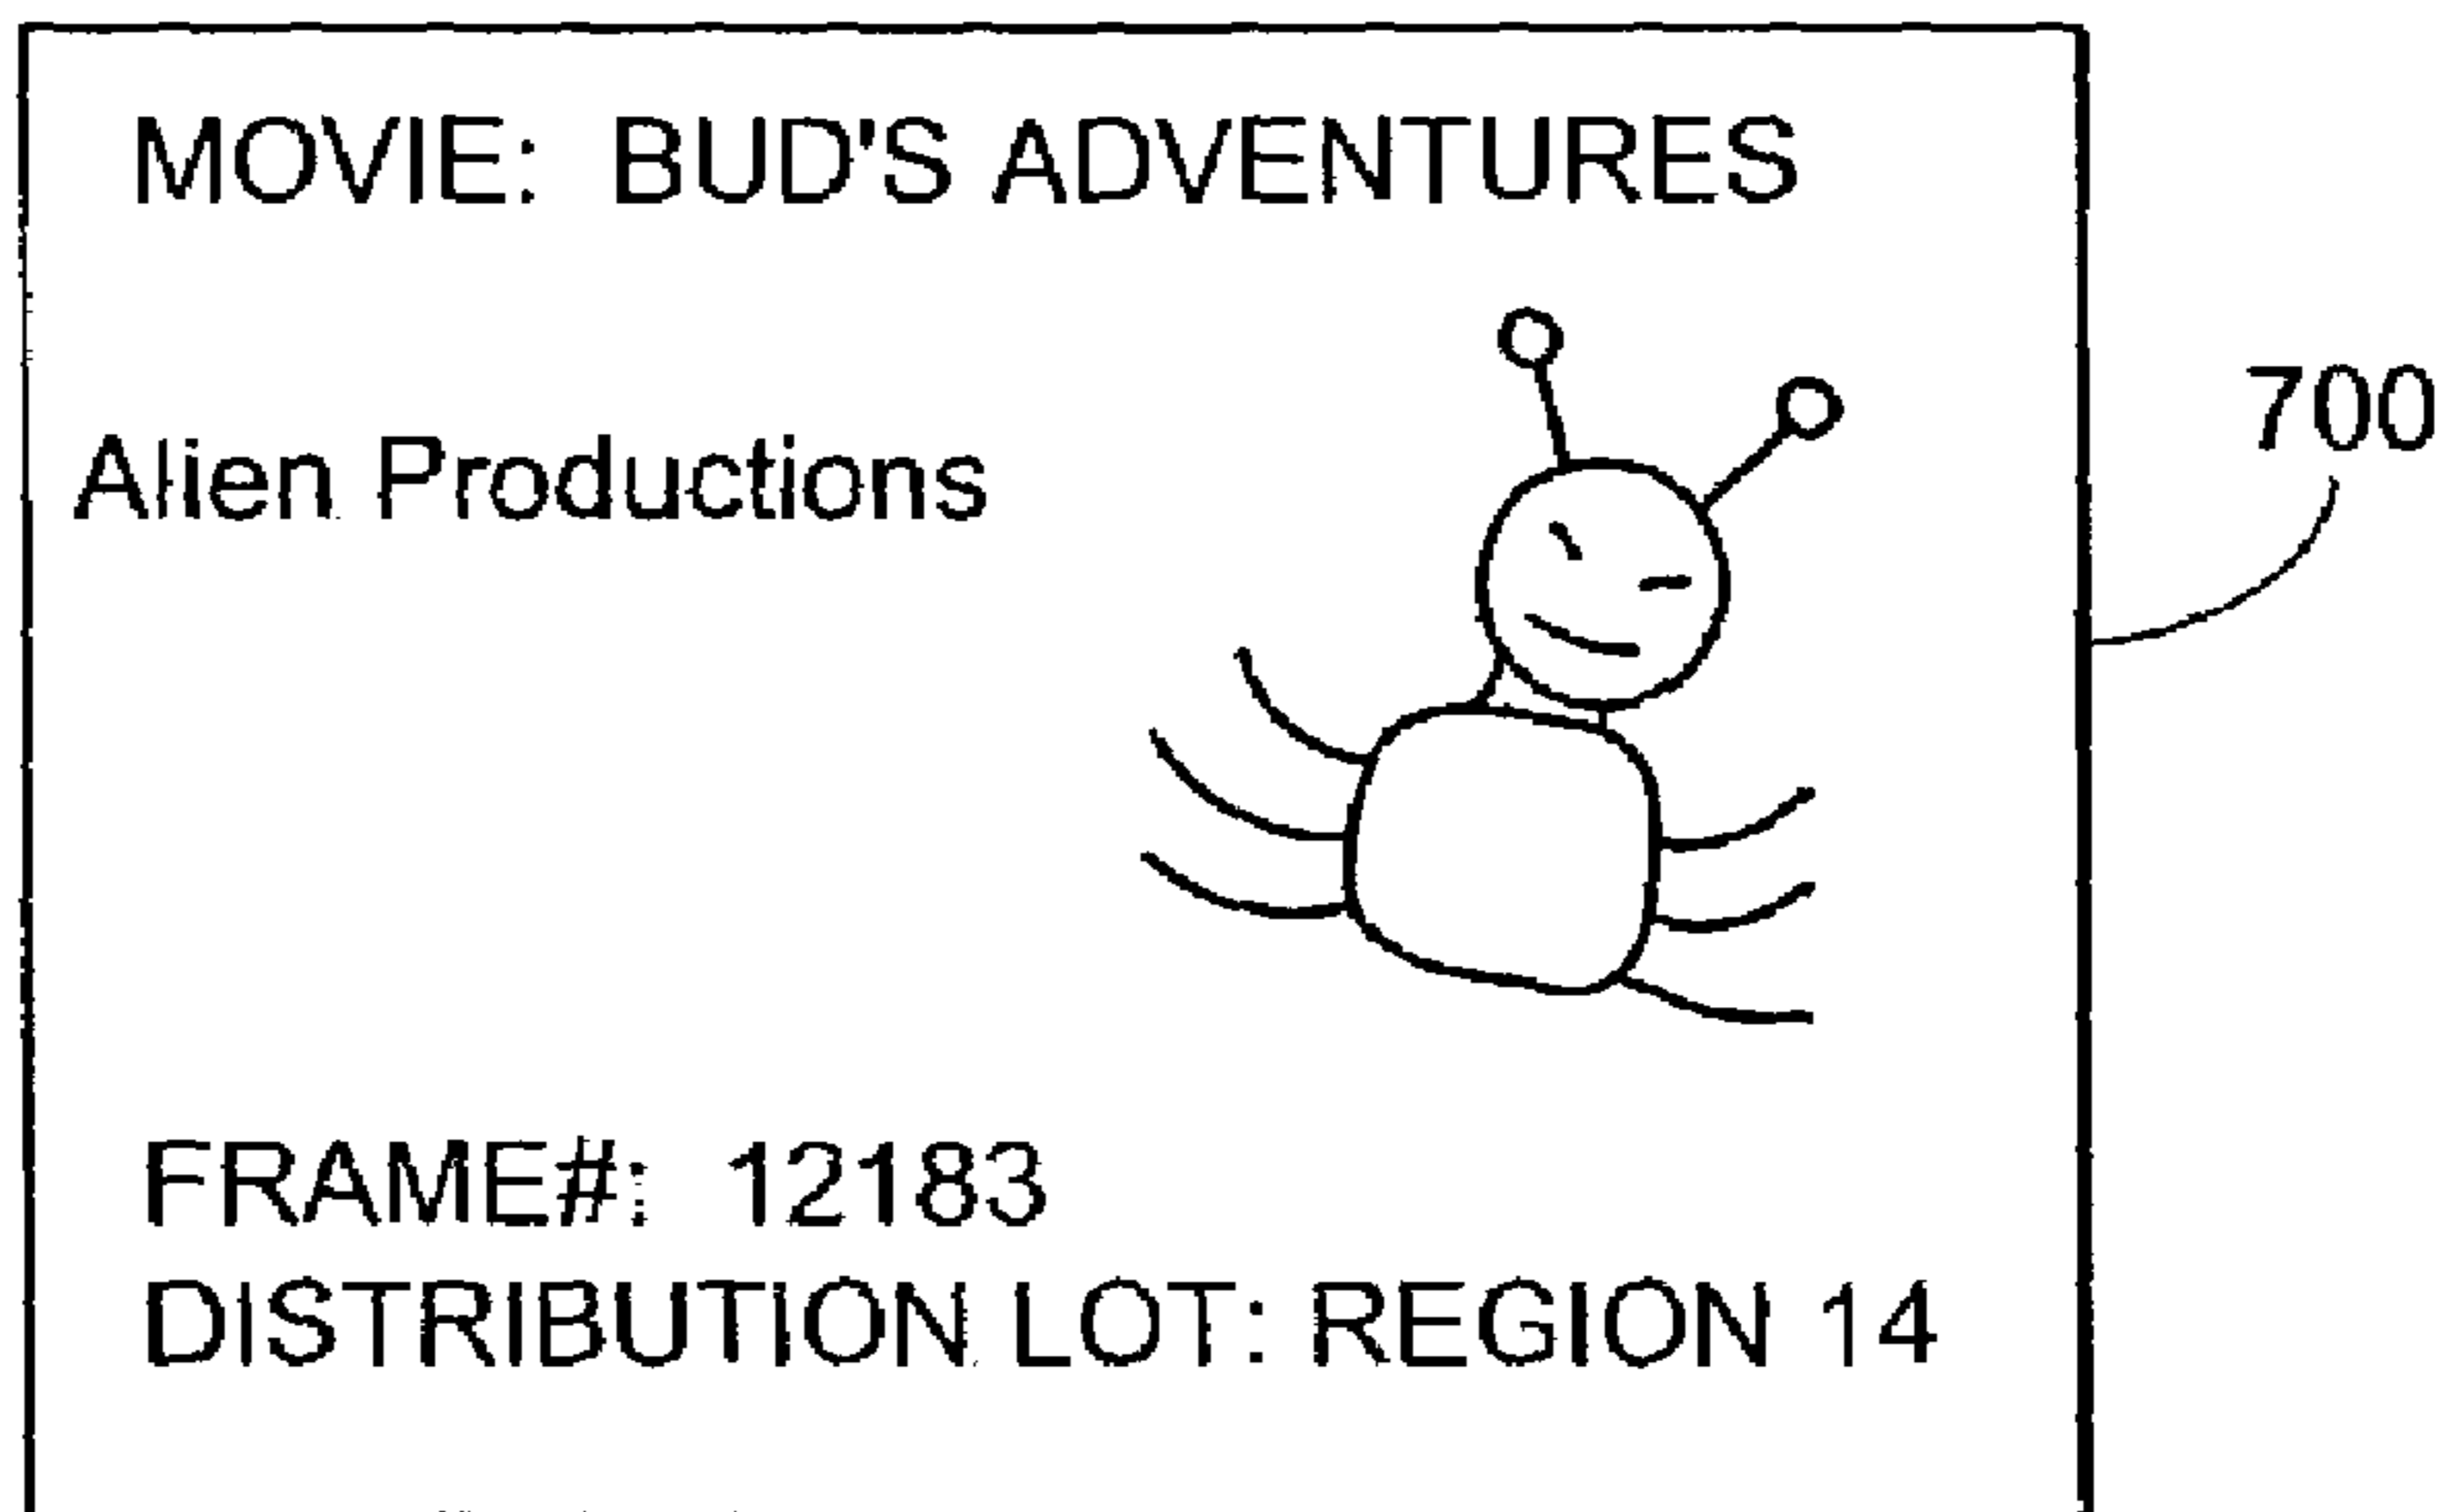 MOVIE: BUD'S ADVENTURES
700
Alien Productions
FRAME#: 12183
DISTRIBUTION LOT: REGION 14